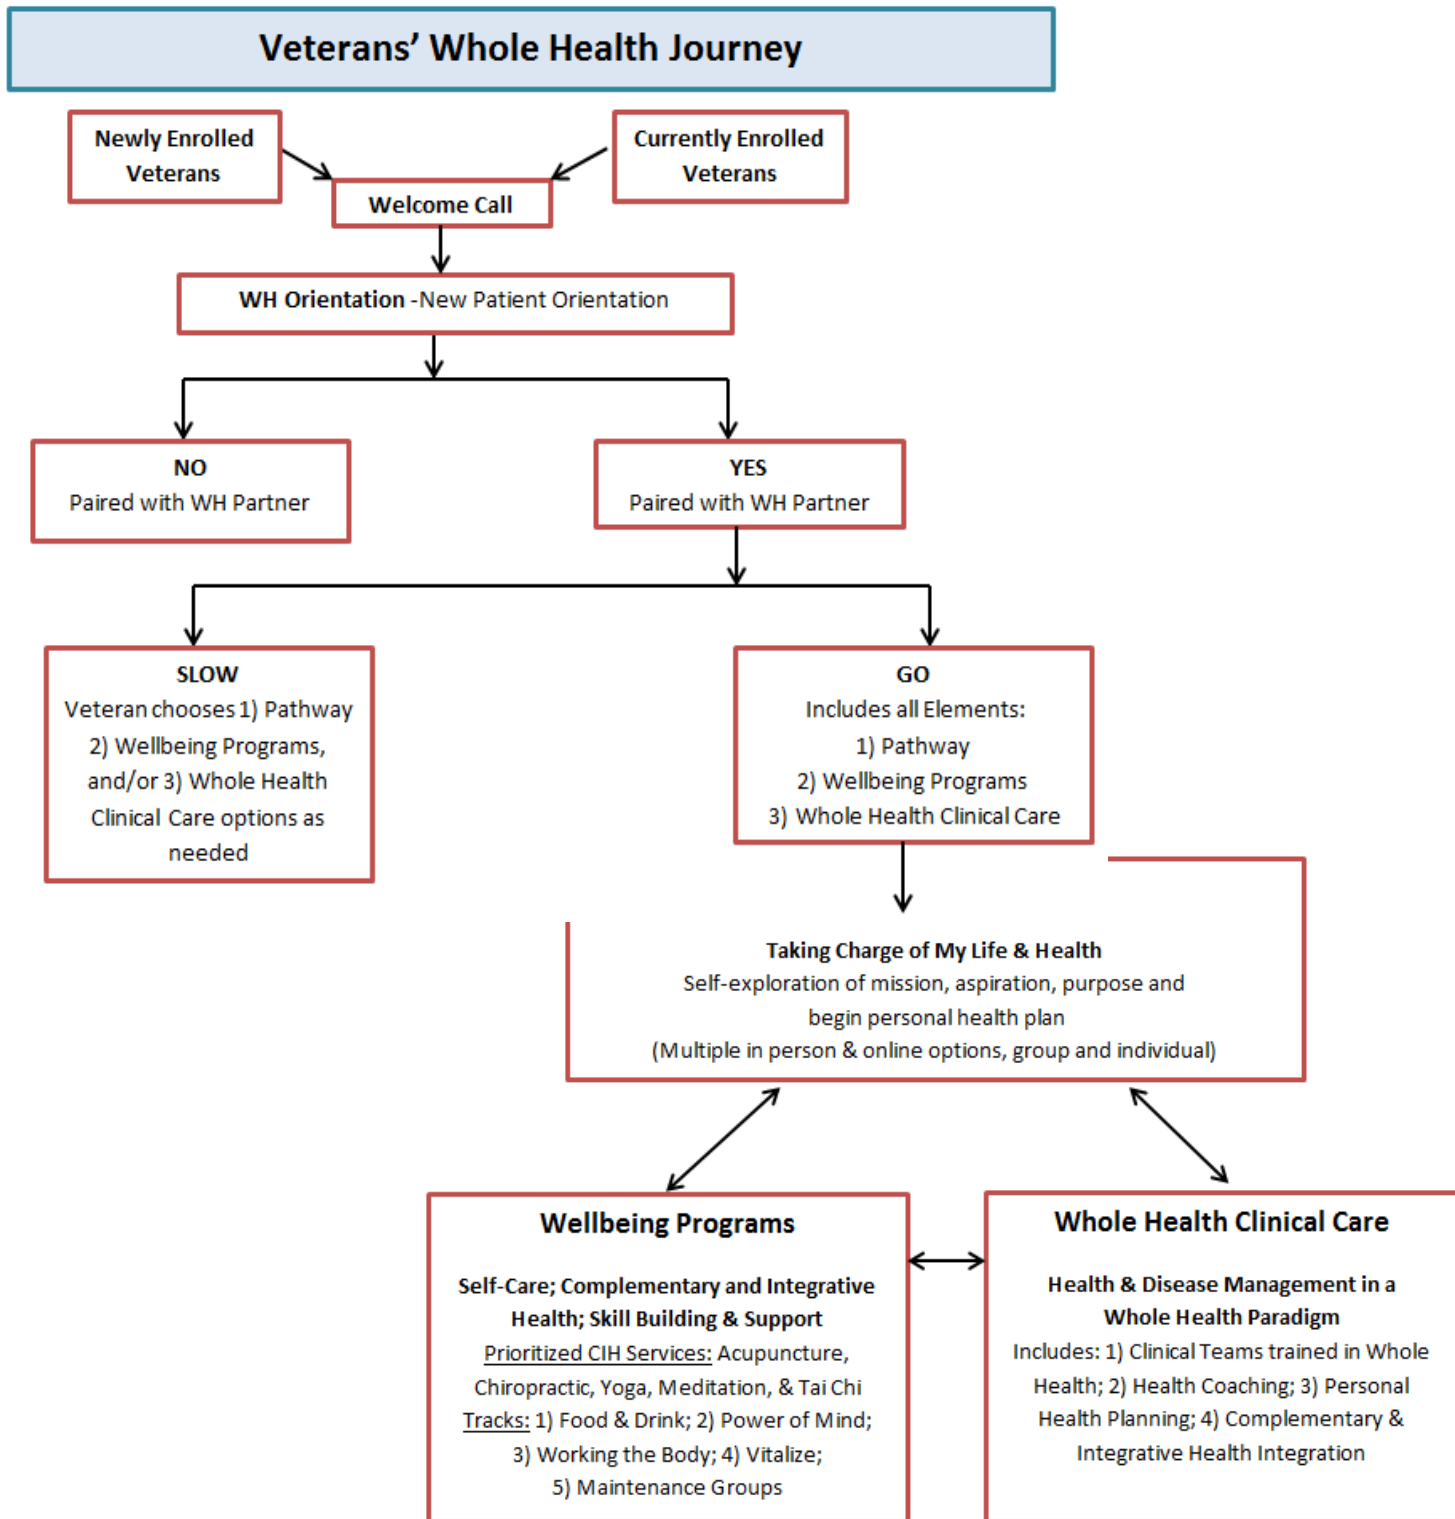 Veterans’ Whole Health Journey
Newly Enrolled
Veterans
Currently Enrolled
Veterans
Welcome Call
WH Orientation -New Patient Orientation
NO
Paired with WH Partner
YES
Paired with WH Partner
SLOW
Veteran chooses 1) Pathway
2) Wellbeing Programs,
and/or 3) Whole Health
Clinical Care options as
needed
GO
Includes all Elements:
1) Pathway
2) Wellbeing Programs
3) Whole Health Clinical Care
Taking Charge of My Life & Health
Self-exploration of mission, aspiration, purpose and
begin personal health plan
(Multiple in person & online options, group and individual)
Wellbeing Programs
Self-Care; Complementary and Integrative
Health; Skill Building & Support
Prioritized CIH Services: Acupuncture,
Chiropractic, Yoga, Meditation, & Tai Chi
Tracks: 1) Food & Drink; 2) Power of Mind;
3) Working the Body; 4) Vitalize;
5) Maintenance Groups
Whole Health Clinical Care
Health & Disease Management in a
Whole Health Paradigm
Includes: 1) Clinical Teams trained in Whole
Health; 2) Health Coaching; 3) Personal
Health Planning; 4) Complementary &
Integrative Health Integration